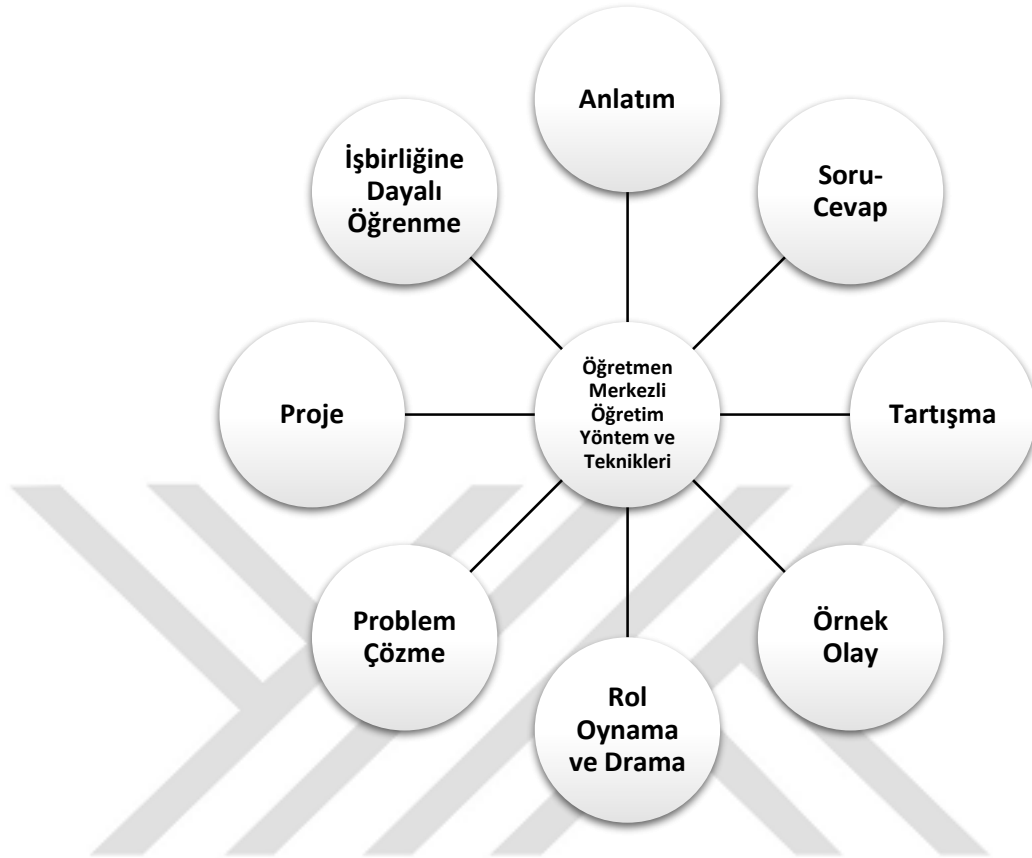 Anlatım
Soru-
Cevap
Tartışma
Örnek
Olay
Rol
Oynama
ve Drama
Problem
Çözme
Proje
İşbirliğine
Dayalı
Öğrenme
Öğretmen
Merkezli
Öğretim
Yöntem ve
Teknikleri